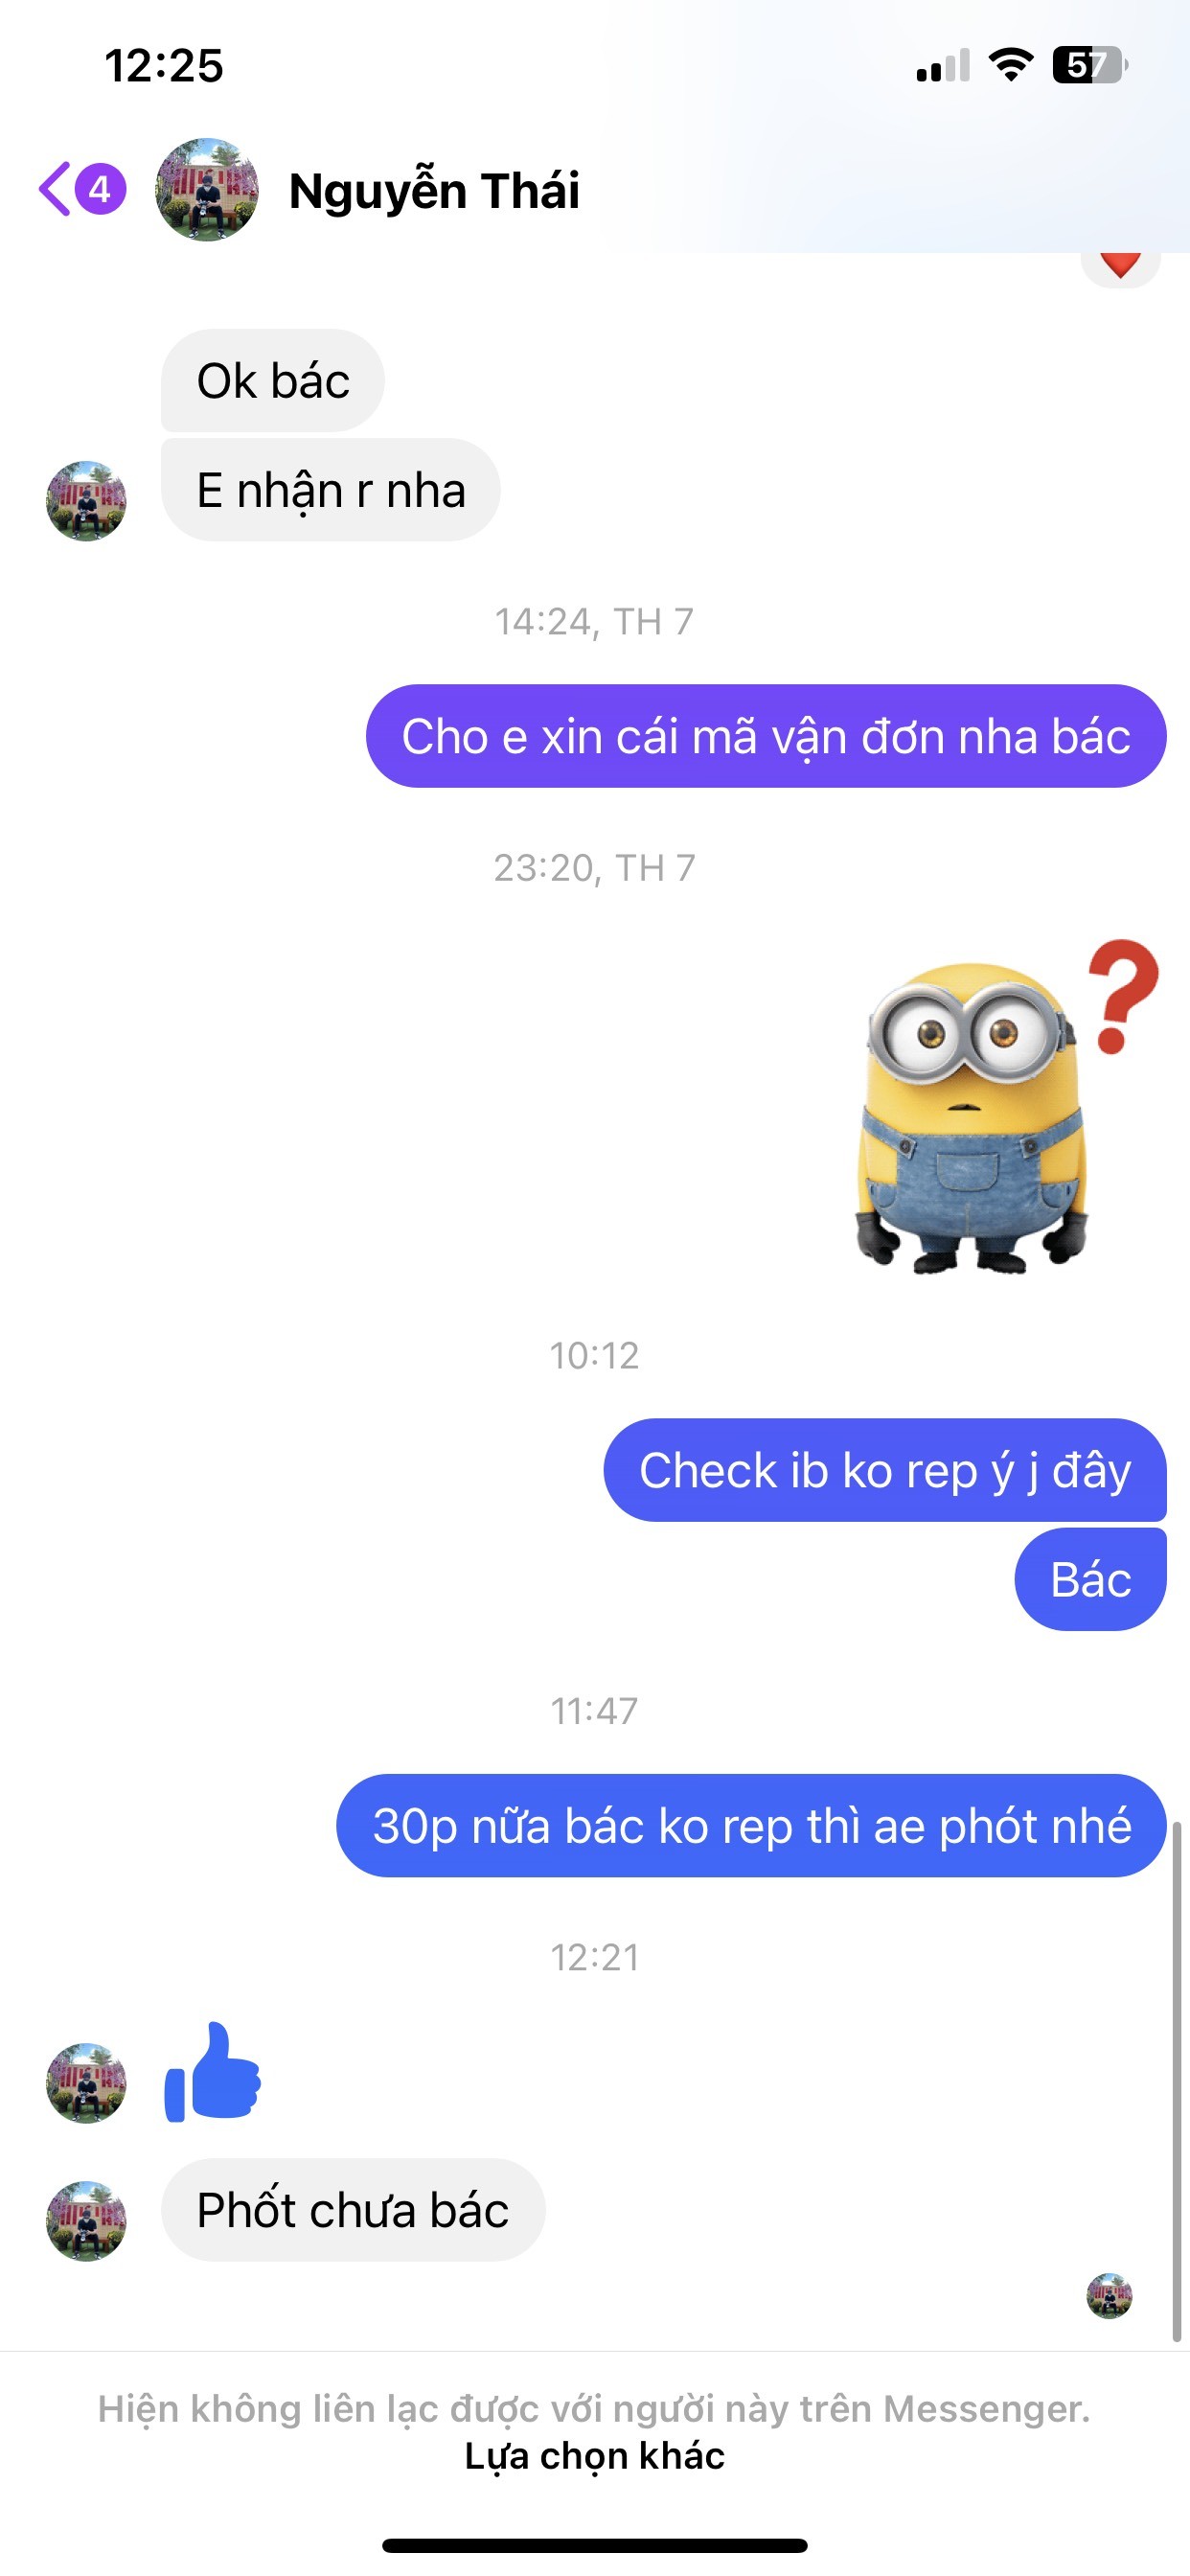 12:25
57
4
Nguyễn Thái
Ok bác
E nhận r nha
14:24, TH 7
Cho e xin cái mã vận đơn nha bác
23:20, TH 7
?
10:12
Check ib ko rep ý j đây
Bác
11:47
30p nữa bác ko rep thì ae phót nhé
12:21
Phốt chưa bác
Hiện không liên lạc được với người này trên Messenger.
Lựa chọn khác